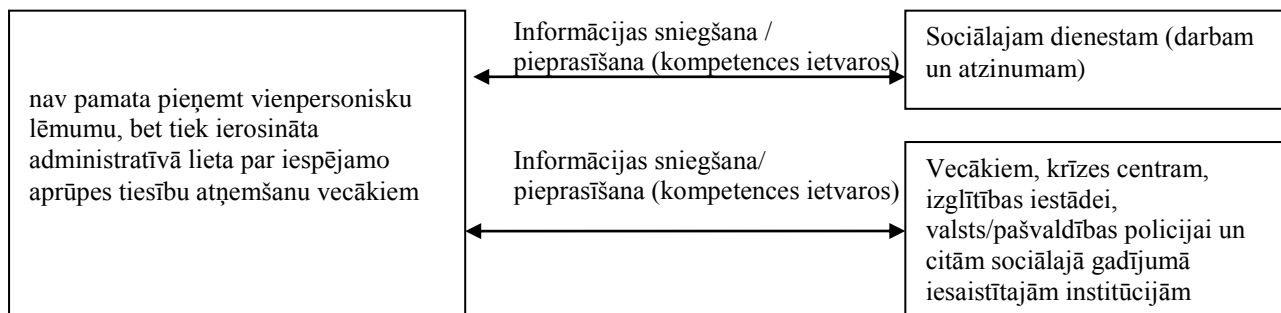 nav pamata pieņemt vienpersonisku
lēmumu, bet tiek ierosināta
administratīvā lieta par iespējamo
aprūpes tiesību atņemšanu vecākiem
Informācijas sniegšana /
pieprasīšana (kompetences ietvaros)
Sociālajam dienestam (darbam
un atzinumam)
Informācijas sniegšana/
pieprasīšana (kompetences ietvaros)
Vecākiem, krīzes centram,
izglītības iestādei,
valsts/pašvaldības policijai un
citām sociālajā gadījumā
iesaistītajām institūcijām